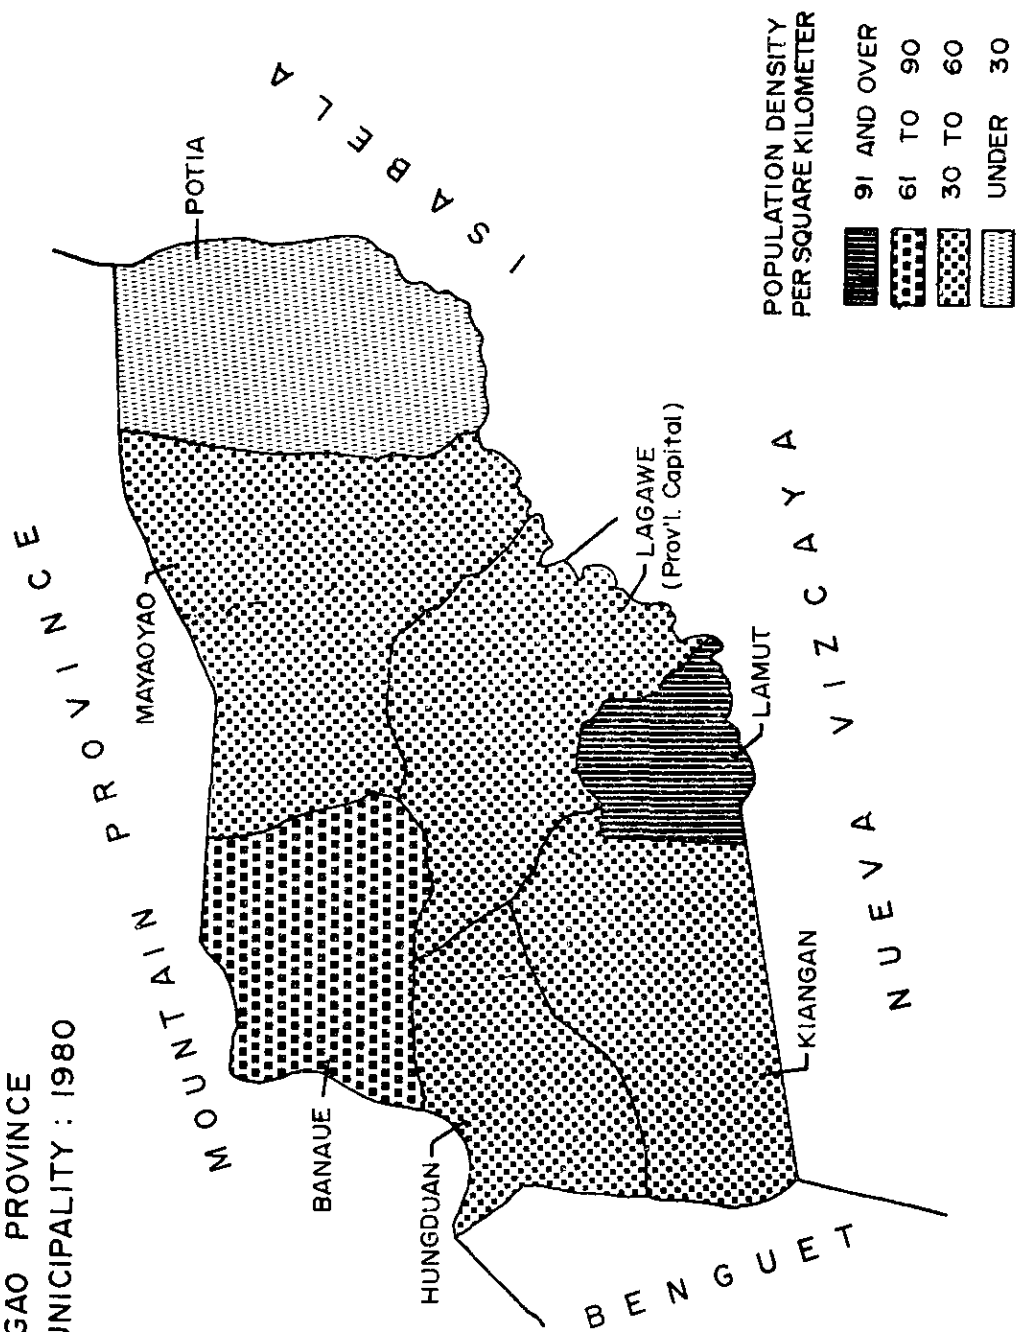 GAO PROVINCE
UNICIPALITY : 1980
MOUNTAIN PROVINCE
ISABELA
NUEVA VIZCAYA
BENGUET
POTIA
MAYAOYAO
BANAUE
HUNGDUAN
LAGAWE
(Prov'l. Capital)
LAMUT
KIANGAN
POPULATION DENSITY
PER SQUARE KILOMETER
91 AND OVER
61 TO 90
30 TO 60
UNDER 30